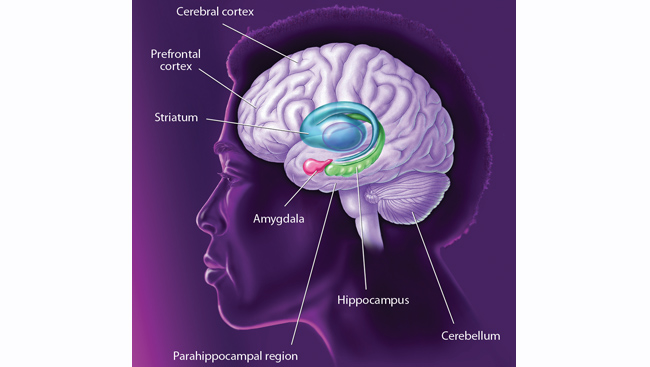 Cerebral cortex
Prefrontal
cortex
Striatum
Amygdala
Hippocampus
Cerebellum
Parahippocampal region